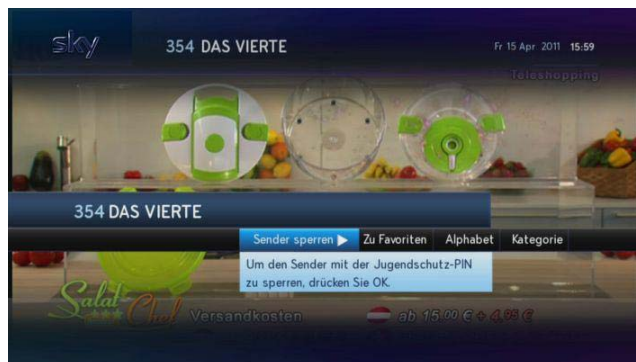 sky
354 DAS VIERTE
Fr 15 Apr 2011 15:59
Teleshopping
354 DAS VIERTE
Sender sperren Zu Favoriten Alphabet Kategorie
Um den Sender mit der Jugendschutz-PIN
zu sperren, drücken Sie OK.
Salat-
Chef Versandkosten ab 15.00 € + 4,95 €